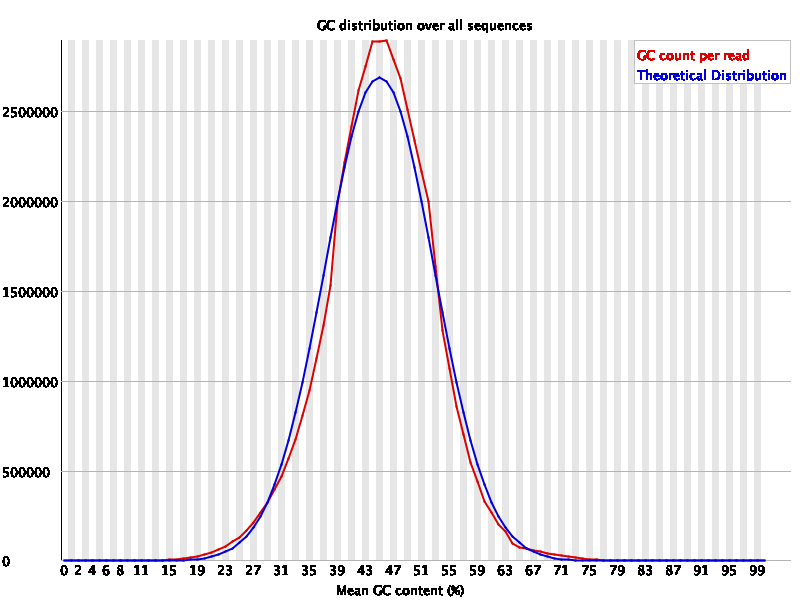 GC distribution over all sequences
GC count per read
Theoretical Distribution
2500000
2000000
1500000
1000000
500000
0
0 2 4 6 8 11 15 19 23 27 31 35 39 43 47 51 55 59 63 67 71 75 79 83 87 91 95 99
Mean GC content (%)